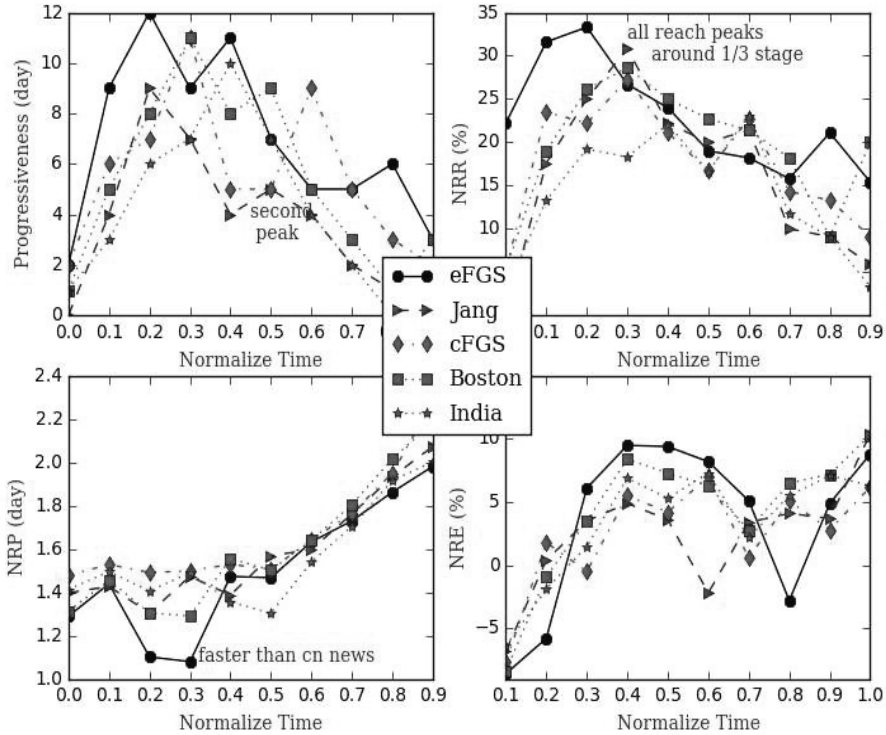 12
10
8
6
4
2
0
Progressiveness (day)
second
peak
0.0 0.1 0.2 0.3 0.4 0.5 0.6 0.7
Normalize Time
35
30
25
20
15
10
NRR (%)
all reach peaks
around 1/3 stage
0.1 0.2 0.3 0.4 0.5 0.6 0.7 0.8 0.9
Normalize Time
eFGS
Jang
cFGS
Boston
India
2.4
2.2
2.0
1.8
1.6
1.4
1.2
1.0
NRP (day)
faster than cn news
0.0 0.1 0.2 0.3 0.4 0.5 0.6 0.7 0.8 0.9
Normalize Time
10
5
0
−5
NRE (%)
0.1 0.2 0.3 0.4 0.5 0.6 0.7 0.8 0.9 1.0
Normalize Time